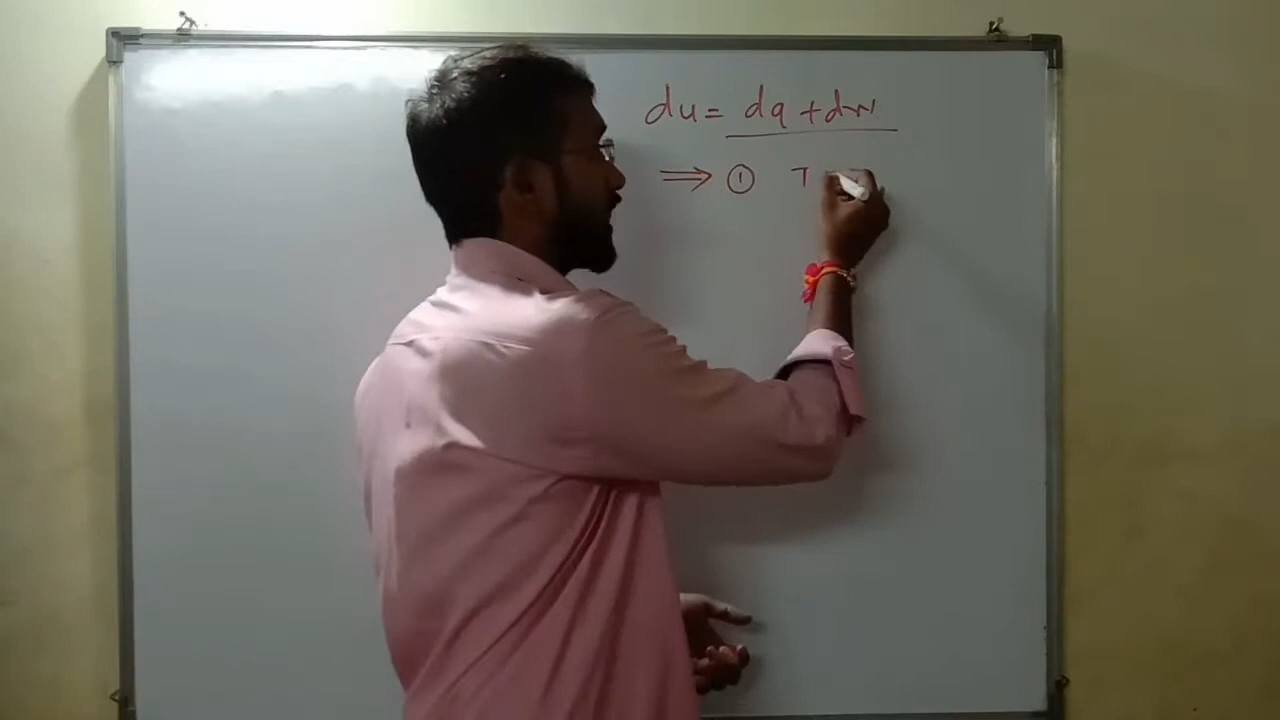 du = dq + dw
⇒ ① T